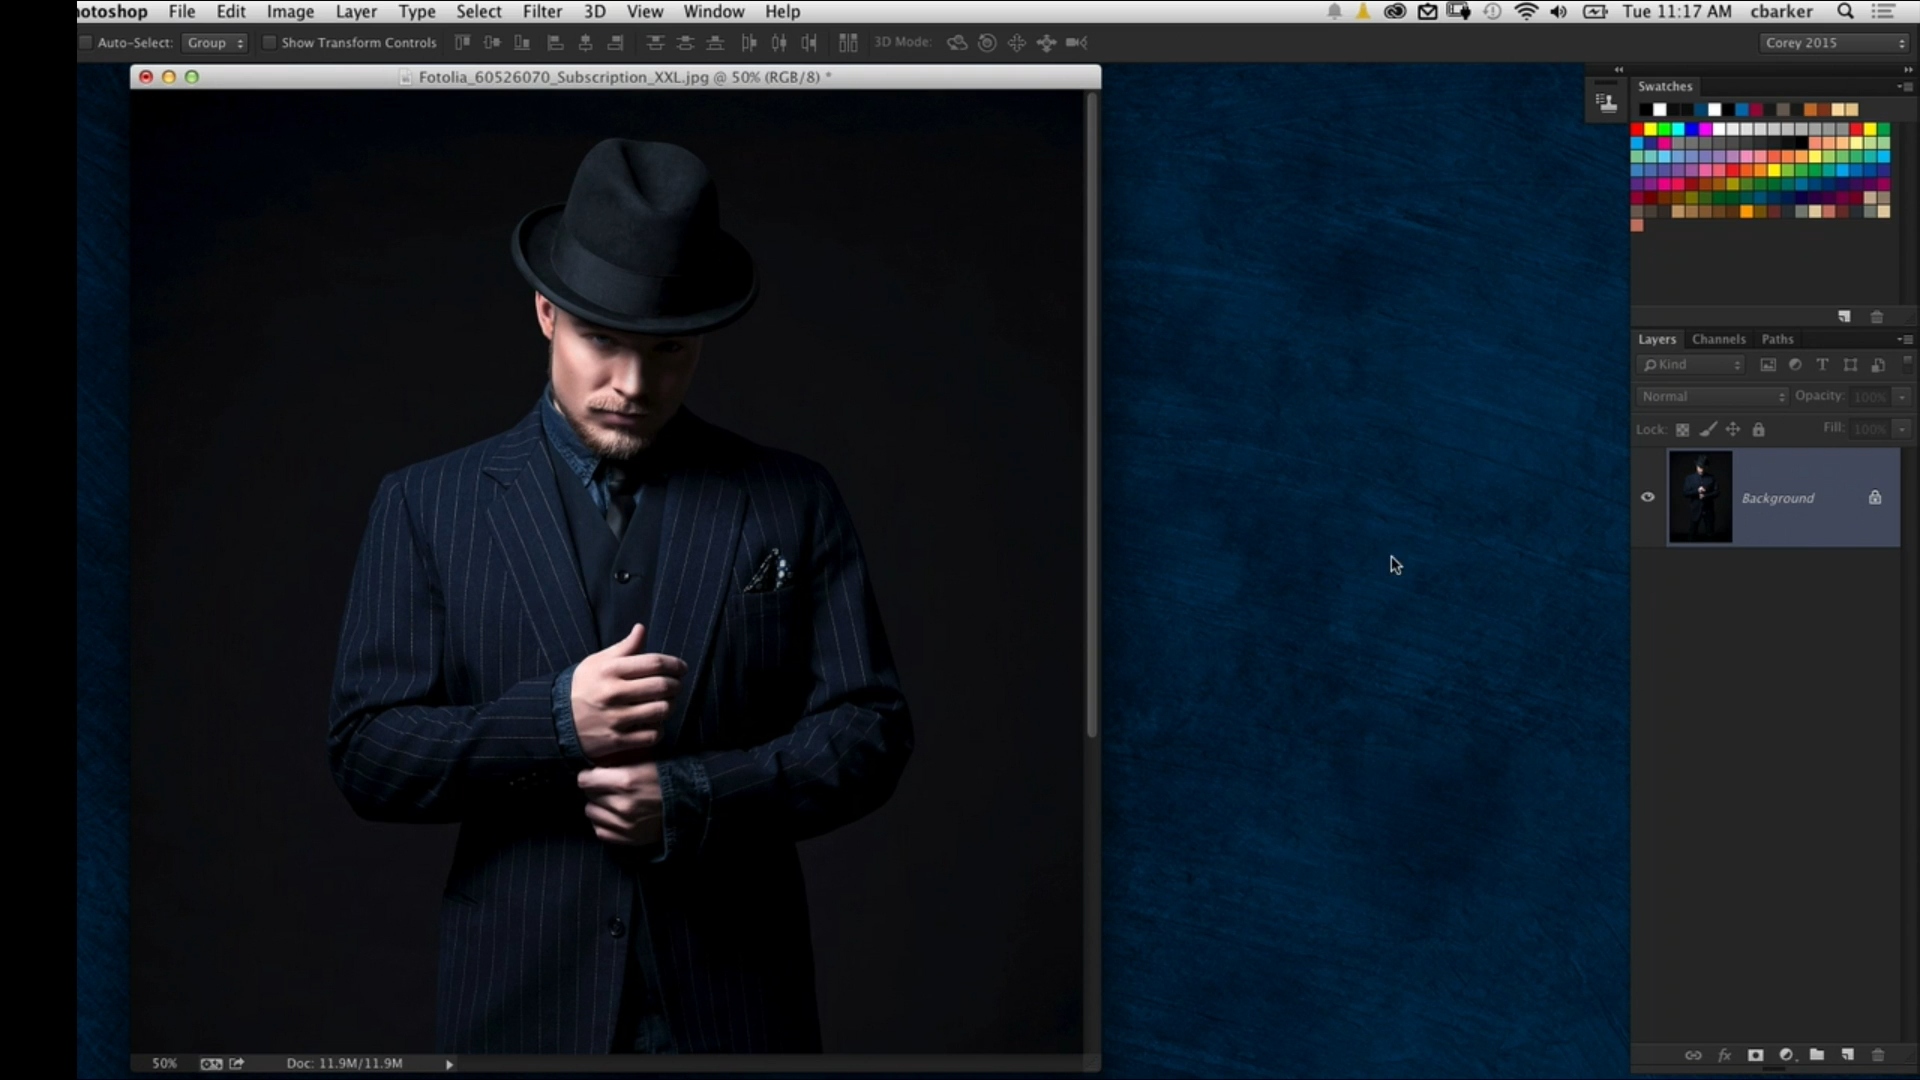 otoshop File Edit Image Layer Type Select Filter 3D View Window Help Tue 11:17 AM cbarker
Auto-Select: Group Show Transform Controls 3D Mode: Corey 2015
Fotolia_60526070_Subscription_XXL.jpg @ 50% (RGB/8) *
Swatches
Layers Channels Paths
Kind
Normal Opacity: 100%
Lock: Fill: 100%
Background
50% Doc: 11.9M/11.9M
fx